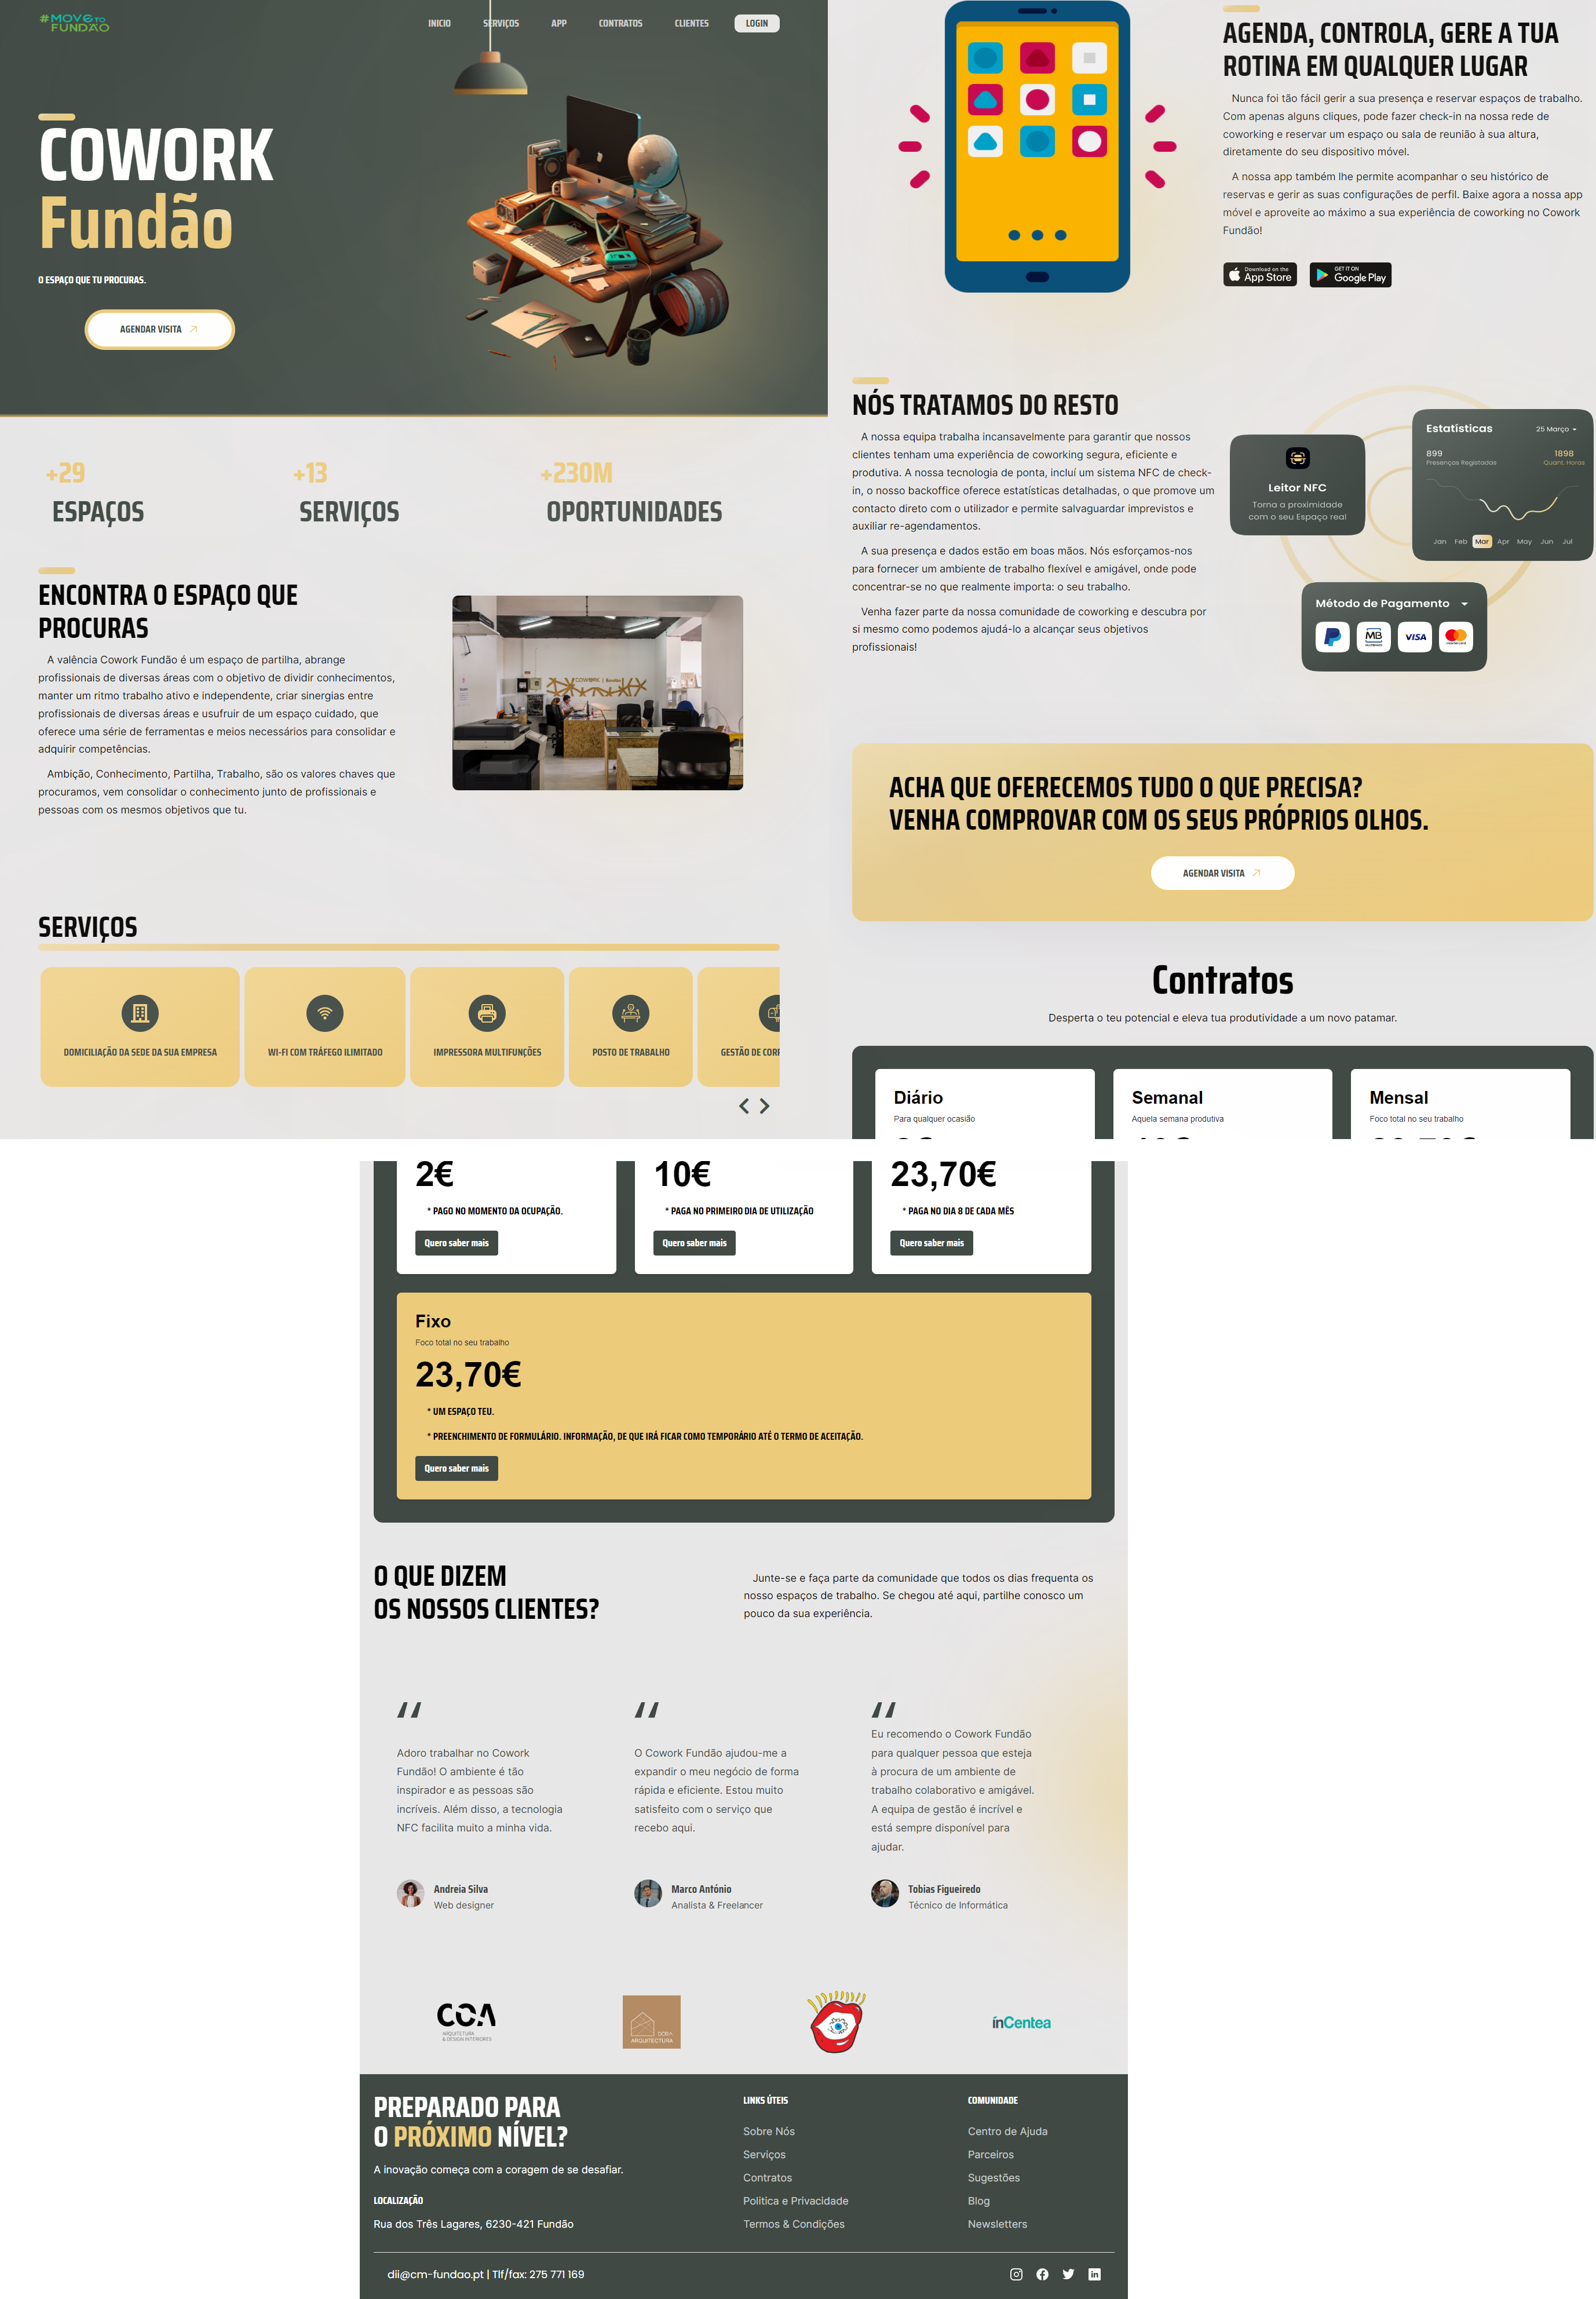 #MOVETO
FUNDÃO
INICIO
SERVIÇOS
APP
CONTRATOS
CLIENTES
LOGIN
COWORK
Fundão
O ESPAÇO QUE TU PROCURAS.
AGENDAR VISITA
+29
ESPAÇOS
+13
SERVIÇOS
+230M
OPORTUNIDADES
ENCONTRA O ESPAÇO QUE
PROCURAS
A valência Cowork Fundão é um espaço de partilha, abrange
profissionais de diversas áreas com o objetivo de dividir conhecimentos,
manter um ritmo trabalho ativo e independente, criar sinergias entre
profissionais de diversas áreas e usufruir de um espaço cuidado, que
oferece uma série de ferramentas e meios necessários para consolidar e
adquirir competências.
Ambição, Conhecimento, Partilha, Trabalho, são os valores chaves que
procuramos, vem consolidar o conhecimento junto de profissionais e
pessoas com os mesmos objetivos que tu.
COWORK
SERVIÇOS
DOMICILIAÇÃO DA SEDE DA SUA EMPRESA
WI-FI COM TRÁFEGO ILIMITADO
IMPRESSORA MULTIFUNÇÕES
POSTO DE TRABALHO
GESTÃO DE CORR
AGENDA, CONTROLA, GERE A TUA
ROTINA EM QUALQUER LUGAR
Nunca foi tão fácil gerir a sua presença e reservar espaços de trabalho.
Com apenas alguns cliques, pode fazer check-in na nossa rede de
coworking e reservar um espaço ou sala de reunião à sua altura,
diretamente do seu dispositivo móvel.
A nossa app também lhe permite acompanhar o seu histórico de
reservas e gerir as suas configurações de perfil. Baixe agora a nossa app
móvel e aproveite ao máximo a sua experiência de coworking no Cowork
Fundão!
Download on the
App Store
GET IT ON
Google Play
NÓS TRATAMOS DO RESTO
A nossa equipa trabalha incansavelmente para garantir que nossos
clientes tenham uma experiência de coworking segura, eficiente e
produtiva. A nossa tecnologia de ponta, incluí um sistema NFC de check-
in, o nosso backoffice oferece estatísticas detalhadas, o que promove um
contacto direto com o utilizador e permite salvaguardar imprevistos e
auxiliar re-agendamentos.
A sua presença e dados estão em boas mãos. Nós esforçamos-nos
para fornecer um ambiente de trabalho flexível e amigável, onde pode
concentrar-se no que realmente importa: o seu trabalho.
Venha fazer parte da nossa comunidade de coworking e descubra por
si mesmo como podemos ajudá-lo a alcançar seus objetivos
profissionais!
Leitor NFC
Torna a proximidade
com o seu Espaço real
Estatísticas
25 Março
899
Presenças Registadas
1898
Quant. Horas
Jan Feb Mar Apr May Jun Jul
Método de Pagamento
MB
MULTIBANCO
VISA
mastercard
ACHA QUE OFERECEMOS TUDO O QUE PRECISA?
VENHA COMPROVAR COM OS SEUS PRÓPRIOS OLHOS.
AGENDAR VISITA
Contratos
Desperta o teu potencial e eleva tua produtividade a um novo patamar.
Diário
Para qualquer ocasião
Semanal
Aquela semana produtiva
Mensal
Foco total no seu trabalho
2€
* PAGO NO MOMENTO DA OCUPAÇÃO.
Quero saber mais
10€
* PAGA NO PRIMEIRO DIA DE UTILIZAÇÃO
Quero saber mais
23,70€
* PAGA NO DIA 8 DE CADA MÊS
Quero saber mais
Fixo
Foco total no seu trabalho
23,70€
* UM ESPAÇO TEU.
* PREENCHIMENTO DE FORMULÁRIO. INFORMAÇÃO, DE QUE IRÁ FICAR COMO TEMPORÁRIO ATÉ O TERMO DE ACEITAÇÃO.
Quero saber mais
O QUE DIZEM
OS NOSSOS CLIENTES?
Junte-se e faça parte da comunidade que todos os dias frequenta os
nosso espaços de trabalho. Se chegou até aqui, partilhe conosco um
pouco da sua experiência.
“
Adoro trabalhar no Cowork
Fundão! O ambiente é tão
inspirador e as pessoas são
incríveis. Além disso, a tecnologia
NFC facilita muito a minha vida.
Andreia Silva
Web designer
“
O Cowork Fundão ajudou-me a
expandir o meu negócio de forma
rápida e eficiente. Estou muito
satisfeito com o serviço que
recebo aqui.
Marco António
Analista & Freelancer
“
Eu recomendo o Cowork Fundão
para qualquer pessoa que esteja
à procura de um ambiente de
trabalho colaborativo e amigável.
A equipa de gestão é incrível e
está sempre disponível para
ajudar.
Tobias Figueiredo
Técnico de Informática
COA
ARQUITETURA
& DESIGN INTERIORES
ARQUITECTURA
inCentea
PREPARADO PARA
O PRÓXIMO NÍVEL?
A inovação começa com a coragem de se desafiar.
LOCALIZAÇÃO
Rua dos Três Lagares, 6230-421 Fundão
LINKS ÚTEIS
Sobre Nós
Serviços
Contratos
Politica e Privacidade
Termos & Condições
COMUNIDADE
Centro de Ajuda
Parceiros
Sugestões
Blog
Newsletters
dii@cm-fundao.pt | Tlf/fax: 275 771 169